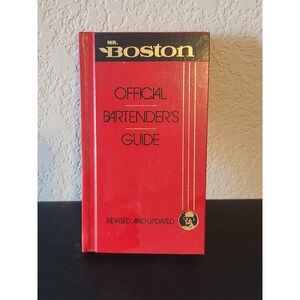 MR.
BOSTON
OFFICIAL
BARTENDER'S
GUIDE
REVISED AND UPDATED